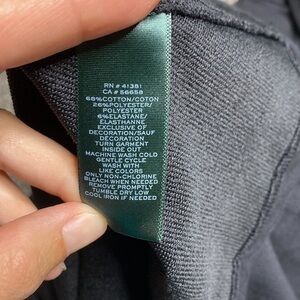 RN # 41381
CA # 56658
68%COTTON/COTON
26%POLYESTER/
POLYESTER
6%ELASTANE/
ELASTHANNE
EXCLUSIVE OF
DECORATION/SAUF
DECORATION
TURN GARMENT
INSIDE OUT
MACHINE WASH COLD
GENTLE CYCLE
WASH WITH
LIKE COLORS
ONLY NON-CHLORINE
BLEACH WHEN NEEDED
REMOVE PROMPTLY
TUMBLE DRY LOW
COOL IRON IF NEEDED